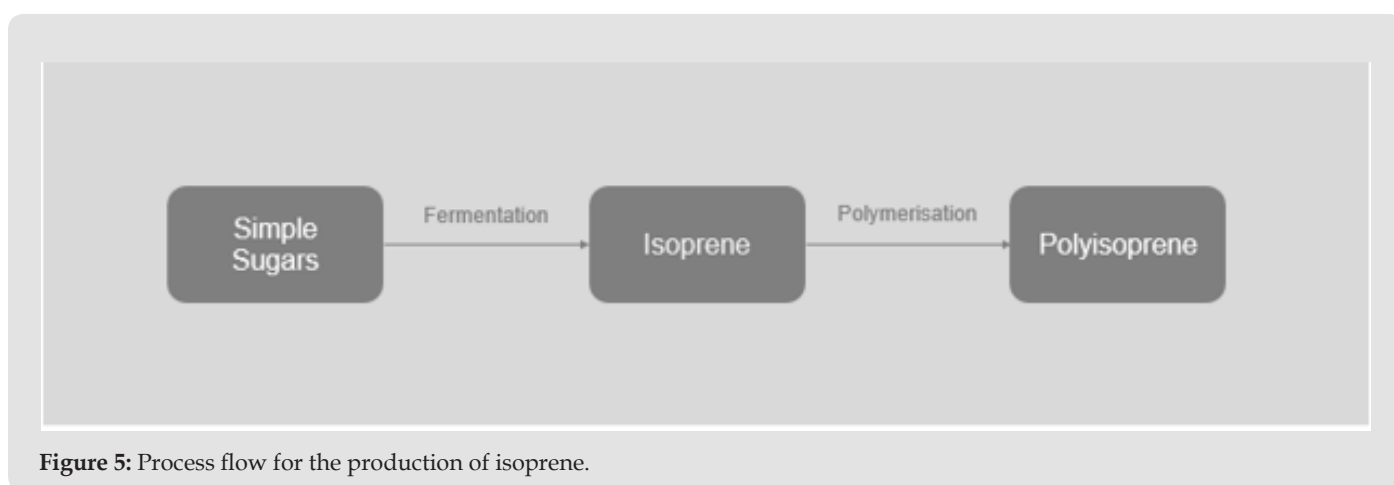 Simple
Sugars
Fermentation
Isoprene
Polymerisation
Polyisoprene
Figure 5: Process flow for the production of isoprene.